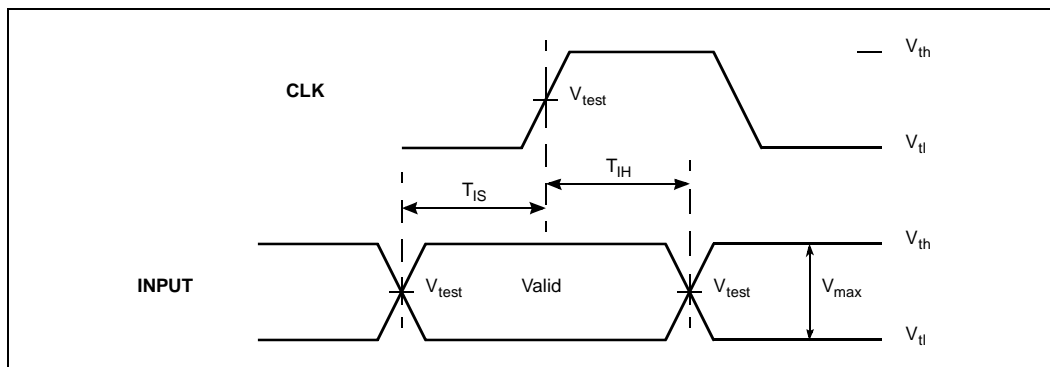 V_th
CLK
V_test
V_tl
T_IH
T_IS
V_th
INPUT
V_test
Valid
V_test
V_max
V_tl